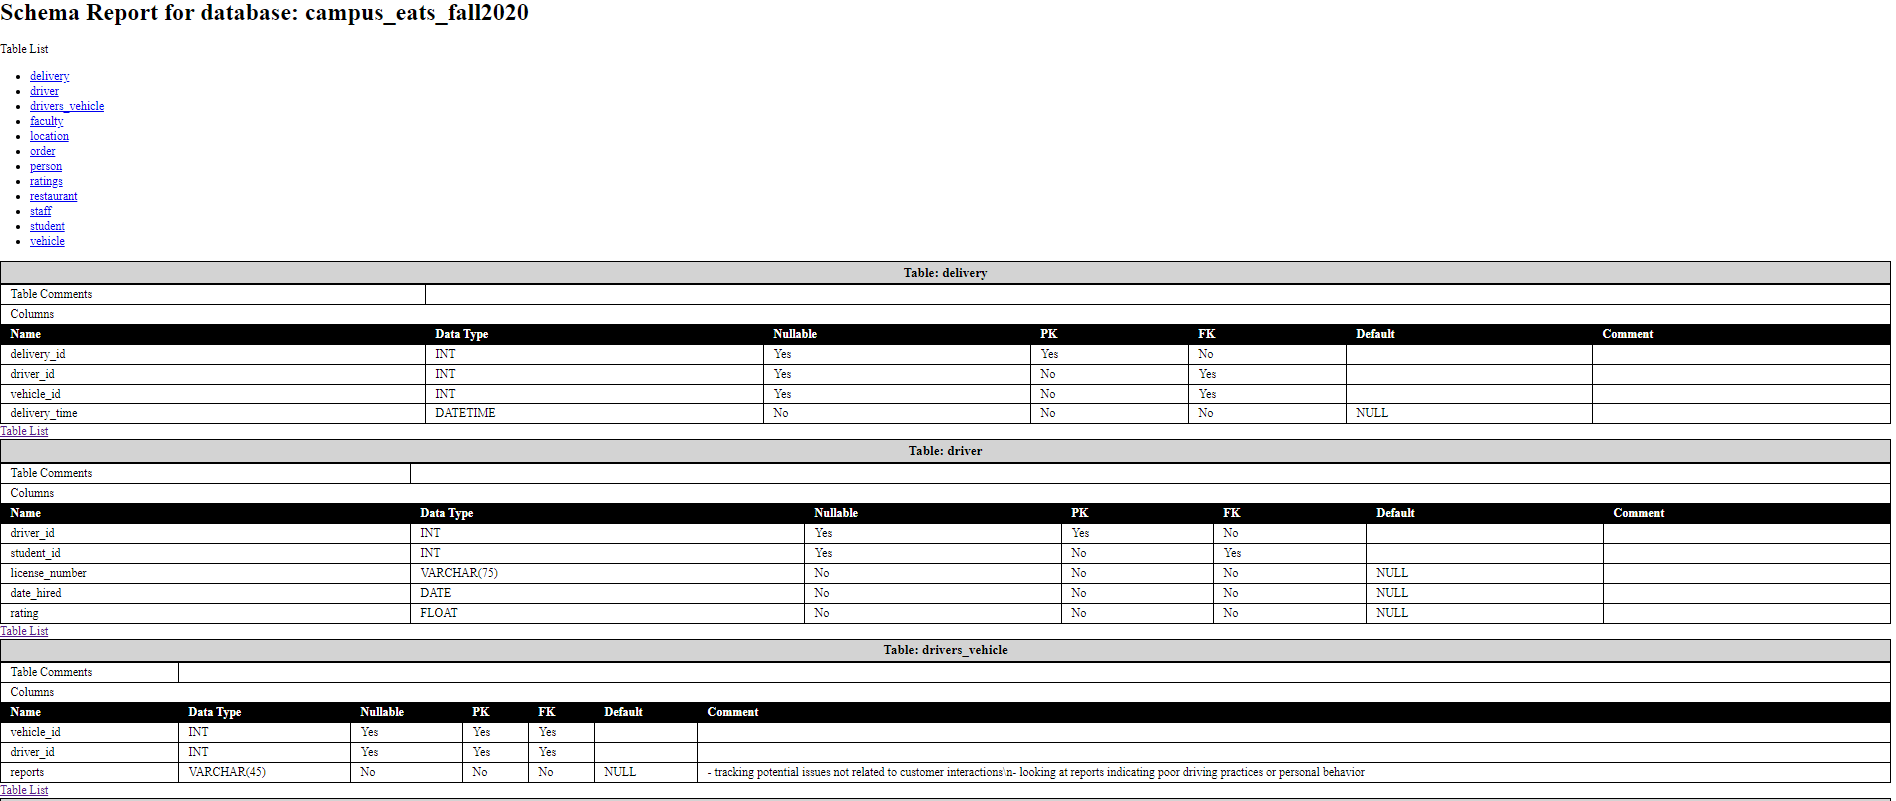 Schema Report for database: campus_eats_fall2020
Table List
delivery
driver
drivers_vehicle
faculty
location
order
person
ratings
restaurant
staff
student
vehicle
Table: delivery
Table Comments
Columns
Name Data Type Nullable PK FK Default Comment
delivery_id INT Yes Yes No
driver_id INT Yes No Yes
vehicle_id INT Yes No Yes
delivery_time DATETIME No No No NULL
Table List
Table: driver
Table Comments
Columns
Name Data Type Nullable PK FK Default Comment
driver_id INT Yes Yes No
student_id INT Yes No Yes
license_number VARCHAR(75) No No No NULL
date_hired DATE No No No NULL
rating FLOAT No No No NULL
Table List
Table: drivers_vehicle
Table Comments
Columns
Name Data Type Nullable PK FK Default Comment
vehicle_id INT Yes Yes Yes
driver_id INT Yes Yes Yes
reports VARCHAR(45) No No No NULL - tracking potential issues not related to customer interactions\n- looking at reports indicating poor driving practices or personal behavior
Table List